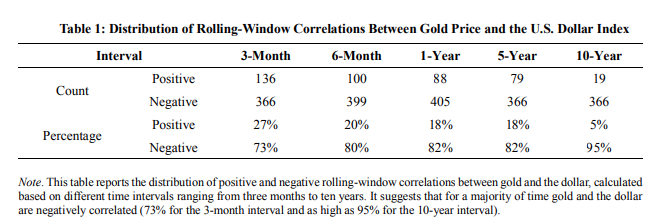 Table 1: Distribution of Rolling-Window Correlations Between Gold Price and the U.S. Dollar Index
Interval 3-Month 6-Month 1-Year 5-Year 10-Year
Count
Positive 136 100 88 79 19
Negative 366 399 405 366 366
Percentage
Positive 27% 20% 18% 18% 5%
Negative 73% 80% 82% 82% 95%
Note. This table reports the distribution of positive and negative rolling-window correlations between gold and the dollar, calculated
based on different time intervals ranging from three months to ten years. It suggests that for a majority of time gold and the dollar
are negatively correlated (73% for the 3-month interval and as high as 95% for the 10-year interval).